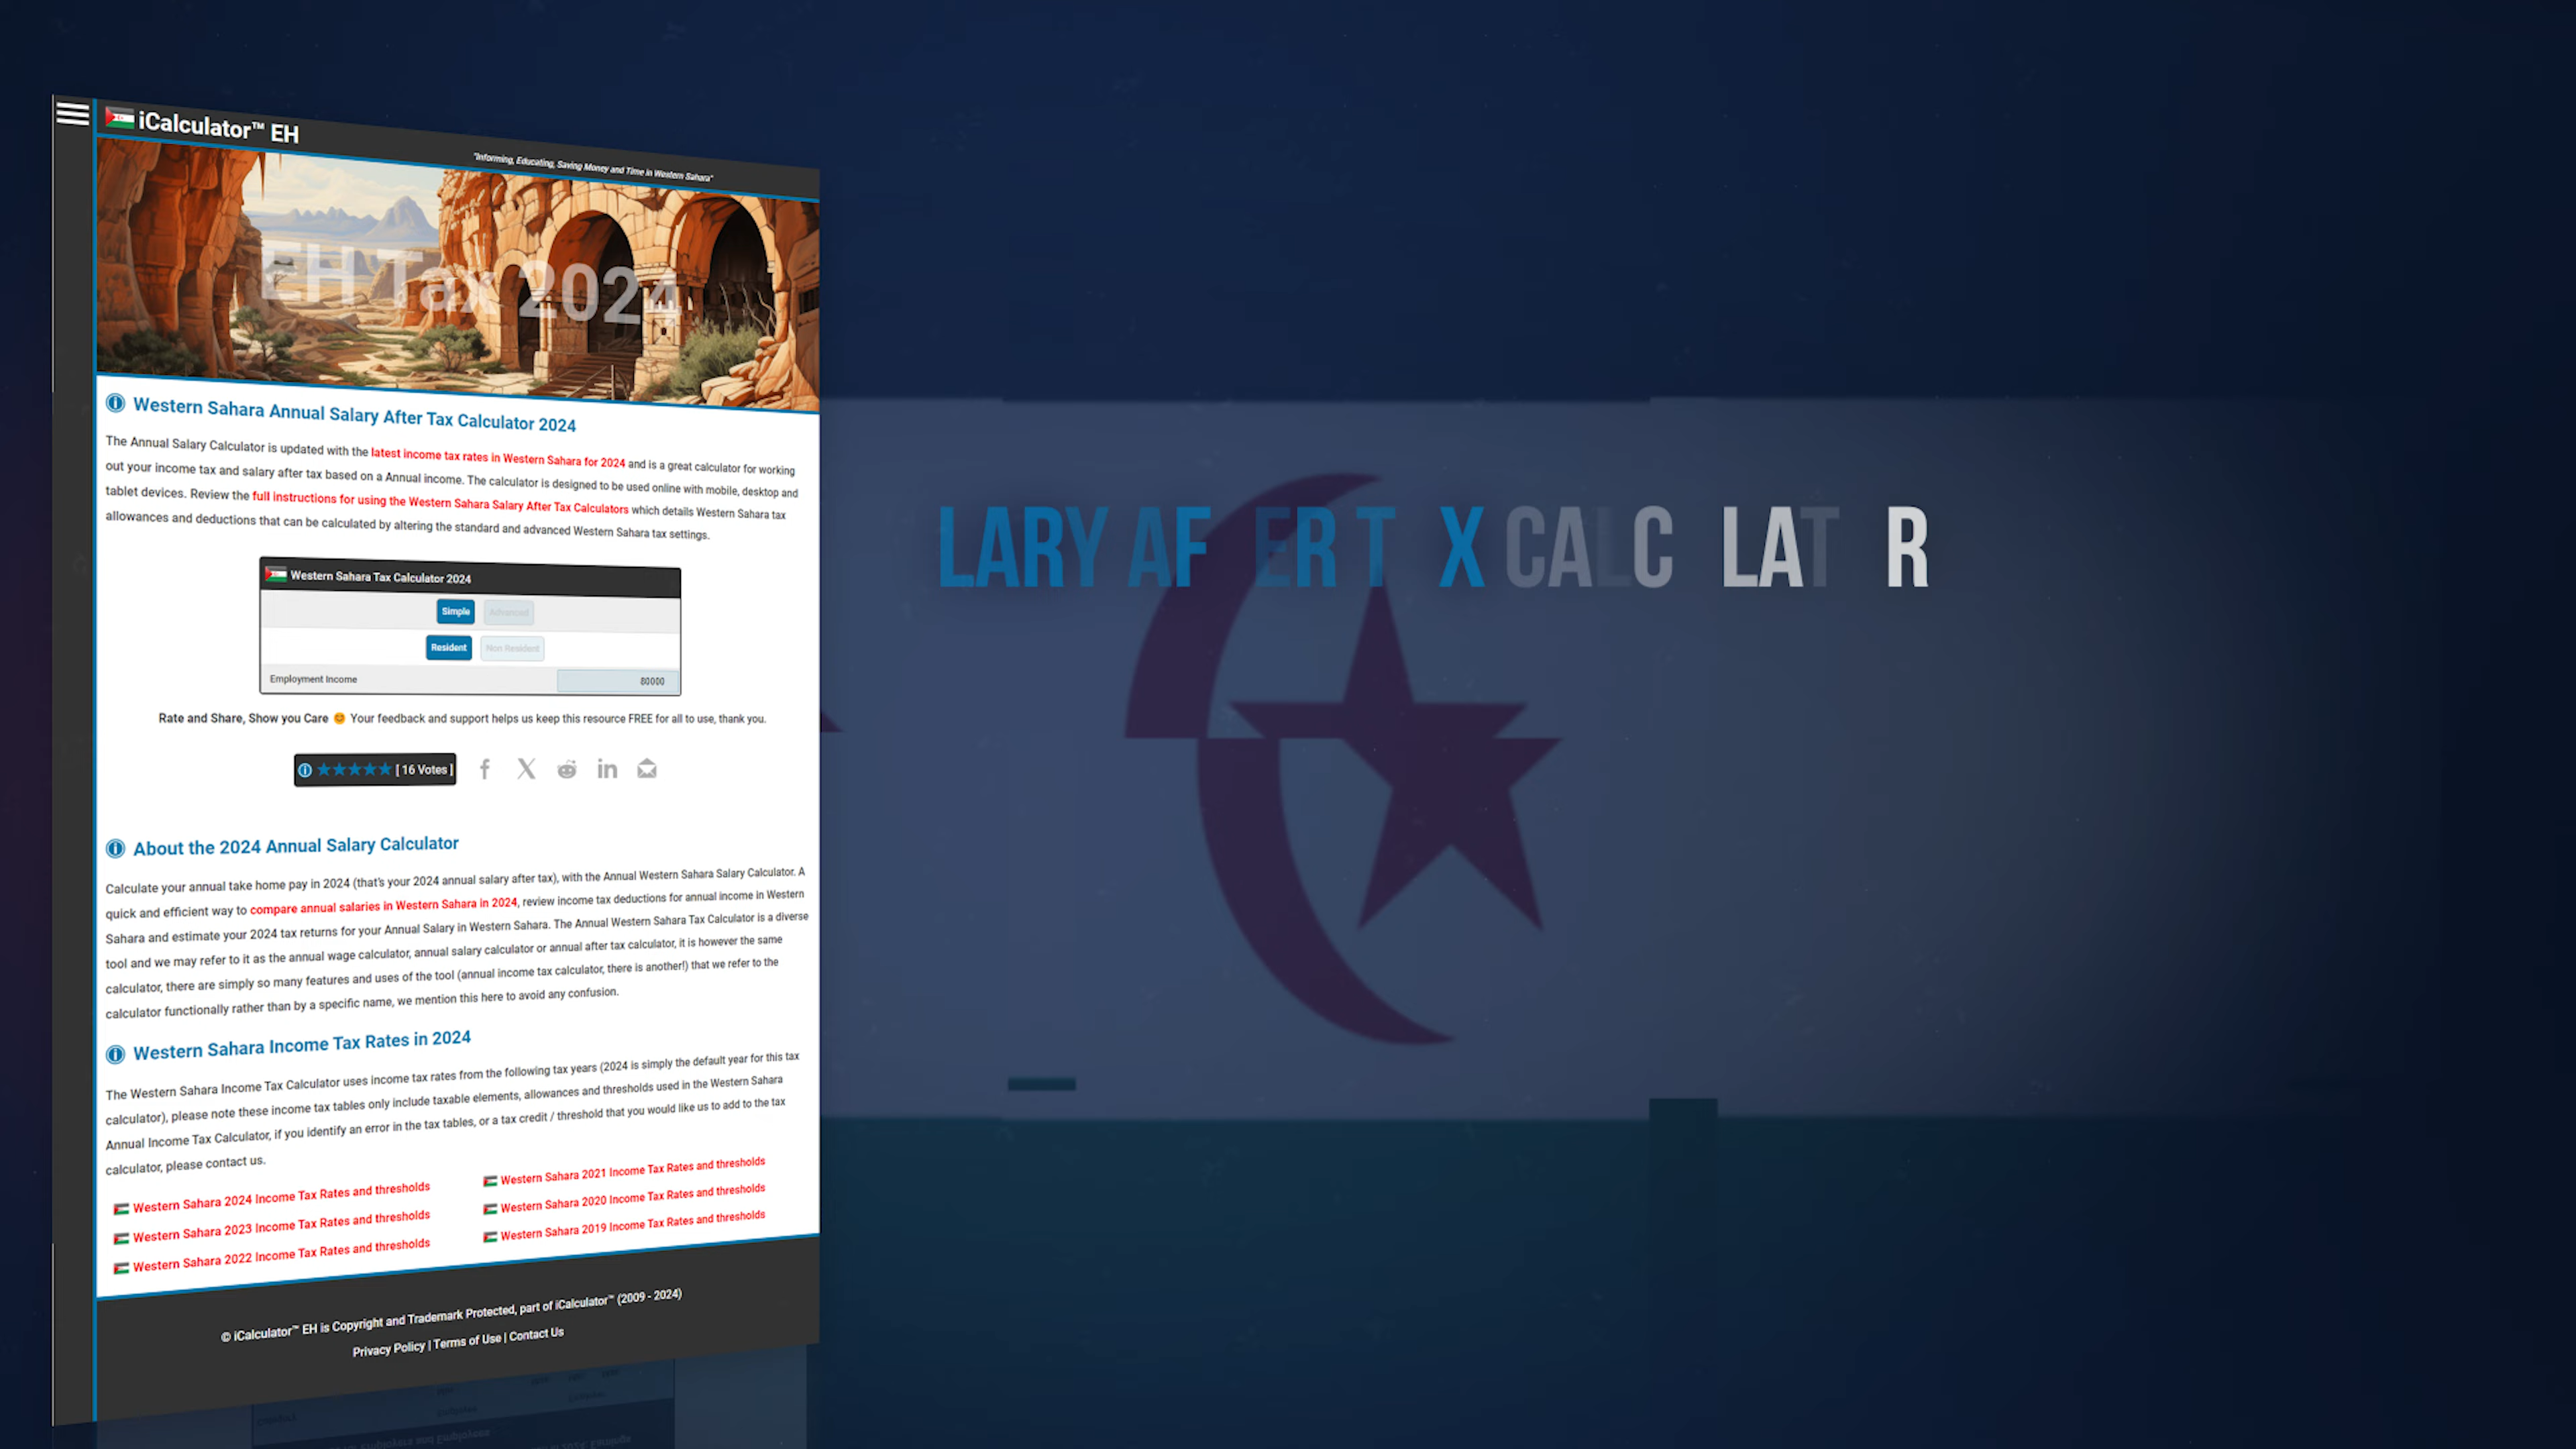 iCalculator™ EH
"Informing, Educating, Saving Money and Time in Western Sahara"
EH Tax 2024
Western Sahara Annual Salary After Tax Calculator 2024
The Annual Salary Calculator is updated with the latest income tax rates in Western Sahara for 2024 and is a great calculator for working
out your income tax and salary after tax based on a Annual income. The calculator is designed to be used online with mobile, desktop and
tablet devices. Review the full instructions for using the Western Sahara Salary After Tax Calculators which details Western Sahara tax
allowances and deductions that can be calculated by altering the standard and advanced Western Sahara tax settings.
LARY AF ER T X CALC LAT R
Western Sahara Tax Calculator 2024
Simple Advanced
Resident Non Resident
Employment Income 80000
Rate and Share, Show you Care 😊 Your feedback and support helps us keep this resource FREE for all to use, thank you.
★★★★★ [ 16 Votes ]
About the 2024 Annual Salary Calculator
Calculate your annual take home pay in 2024 (that's your 2024 annual salary after tax), with the Annual Western Sahara Salary Calculator. A
quick and efficient way to compare annual salaries in Western Sahara in 2024, review income tax deductions for annual income in Western
Sahara and estimate your 2024 tax returns for your Annual Salary in Western Sahara. The Annual Western Sahara Tax Calculator is a diverse
tool and we may refer to it as the annual wage calculator, annual salary calculator or annual after tax calculator, it is however the same
calculator, there are simply so many features and uses of the tool (annual income tax calculator, there is another!) that we refer to the
calculator functionally rather than by a specific name, we mention this here to avoid any confusion.
Western Sahara Income Tax Rates in 2024
The Western Sahara Income Tax Calculator uses income tax rates from the following tax years (2024 is simply the default year for this tax
calculator), please note these income tax tables only include taxable elements, allowances and thresholds used in the Western Sahara
Annual Income Tax Calculator, if you identify an error in the tax tables, or a tax credit / threshold that you would like us to add to the tax
calculator, please contact us.
Western Sahara 2024 Income Tax Rates and thresholds
Western Sahara 2023 Income Tax Rates and thresholds
Western Sahara 2022 Income Tax Rates and thresholds
Western Sahara 2021 Income Tax Rates and thresholds
Western Sahara 2020 Income Tax Rates and thresholds
Western Sahara 2019 Income Tax Rates and thresholds
© iCalculator™ EH is Copyright and Trademark Protected, part of iCalculator™ (2009 - 2024)
Privacy Policy | Terms of Use | Contact Us